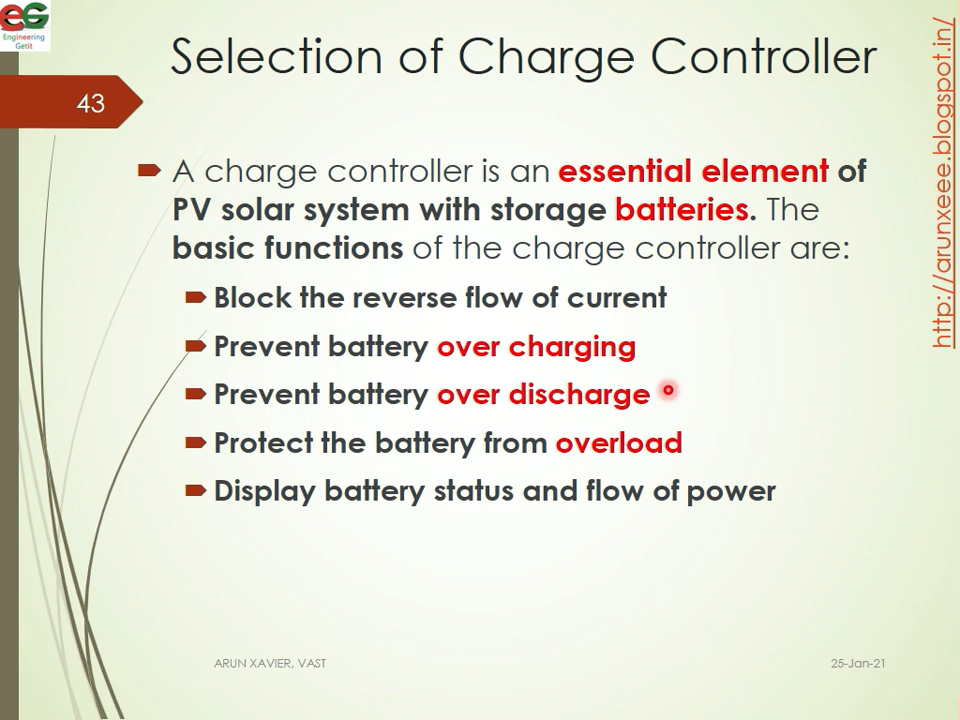 EG
Engineering
Getit
Selection of Charge Controller
43
http://arunxeee.blogspot.in/
A charge controller is an essential element of
PV solar system with storage batteries. The
basic functions of the charge controller are:
Block the reverse flow of current
Prevent battery over charging
Prevent battery over discharge
Protect the battery from overload
Display battery status and flow of power
ARUN XAVIER, VAST
25-Jan-21